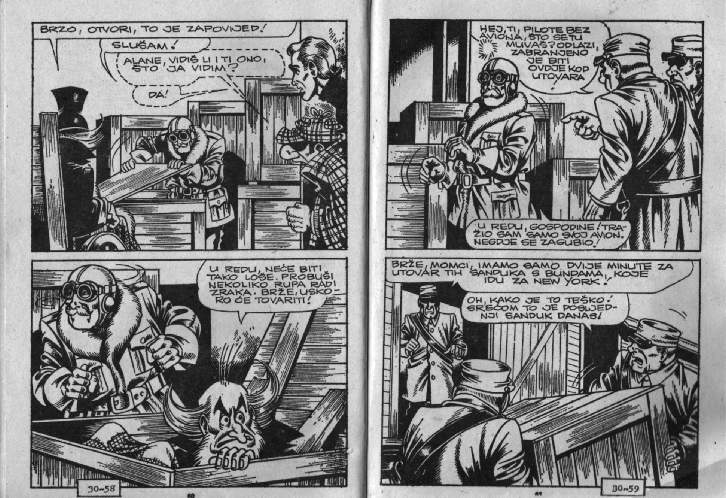 BRZO, OTVORI, TO JE ZAPOVIJED!
SLUŠAM!
ALANE, VIDIŠ LI I TI ONO,
ŠTO JA VIDIM?
DA!
U REDU, NEĆE BITI
TAKO LOŠE. PROBUŠI
NEKOLIKO RUPA RADI
ZRAKA. BRŽE, USKO-
RO ĆE TOVARITI!
30-58
HEJ, TI, PILOTE BEZ
AVIONA, ŠTO SE TU
MUVAŠ? ODLAZI,
ZABRANJENO
JE BITI
OVDJE KOD
UTOVARA!
U REDU, GOSPODINE! TRA-
ŽIO SAM SAMO SVOJ AVION.
NEGDJE SE ZAGUBIO!
BRŽE, MOMCI, IMAMO SAMO DVIJE MINUTE ZA
UTOVAR TIH SANDUKA S BUNDAMA, KOJE
IDU ZA NEW YORK!
OH, KAKO JE TO TEŠKO!
SREĆOM TO JE POSLJED-
NJI SANDUK DANAS!
30-59